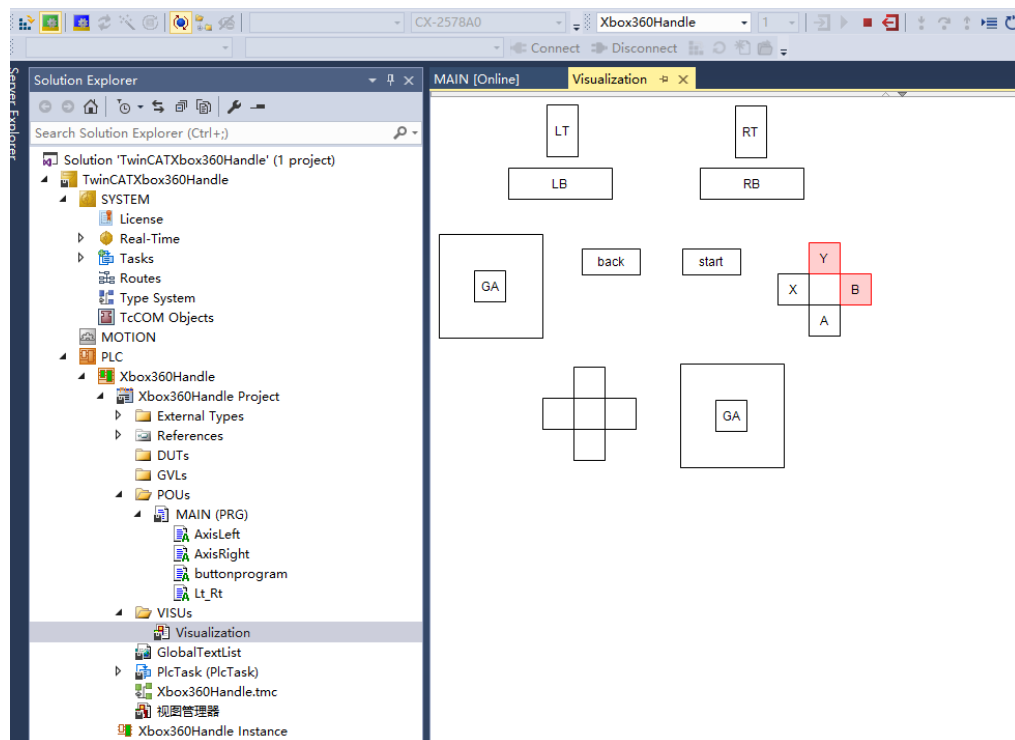 CX-2578A0
Xbox360Handle
1
Connect
Disconnect
Server Explorer
Solution Explorer
MAIN [Online]
Visualization
Search Solution Explorer (Ctrl+;)
Solution 'TwinCATXbox360Handle' (1 project)
TwinCATXbox360Handle
SYSTEM
License
Real-Time
Tasks
Routes
Type System
TcCOM Objects
MOTION
PLC
Xbox360Handle
Xbox360Handle Project
External Types
References
DUTs
GVLs
POUs
MAIN (PRG)
AxisLeft
AxisRight
buttonprogram
Lt_Rt
VISUs
Visualization
GlobalTextList
PlcTask (PlcTask)
Xbox360Handle.tmc
视图管理器
Xbox360Handle Instance
LT
RT
LB
RB
back
start
Y
GA
X
B
A
GA